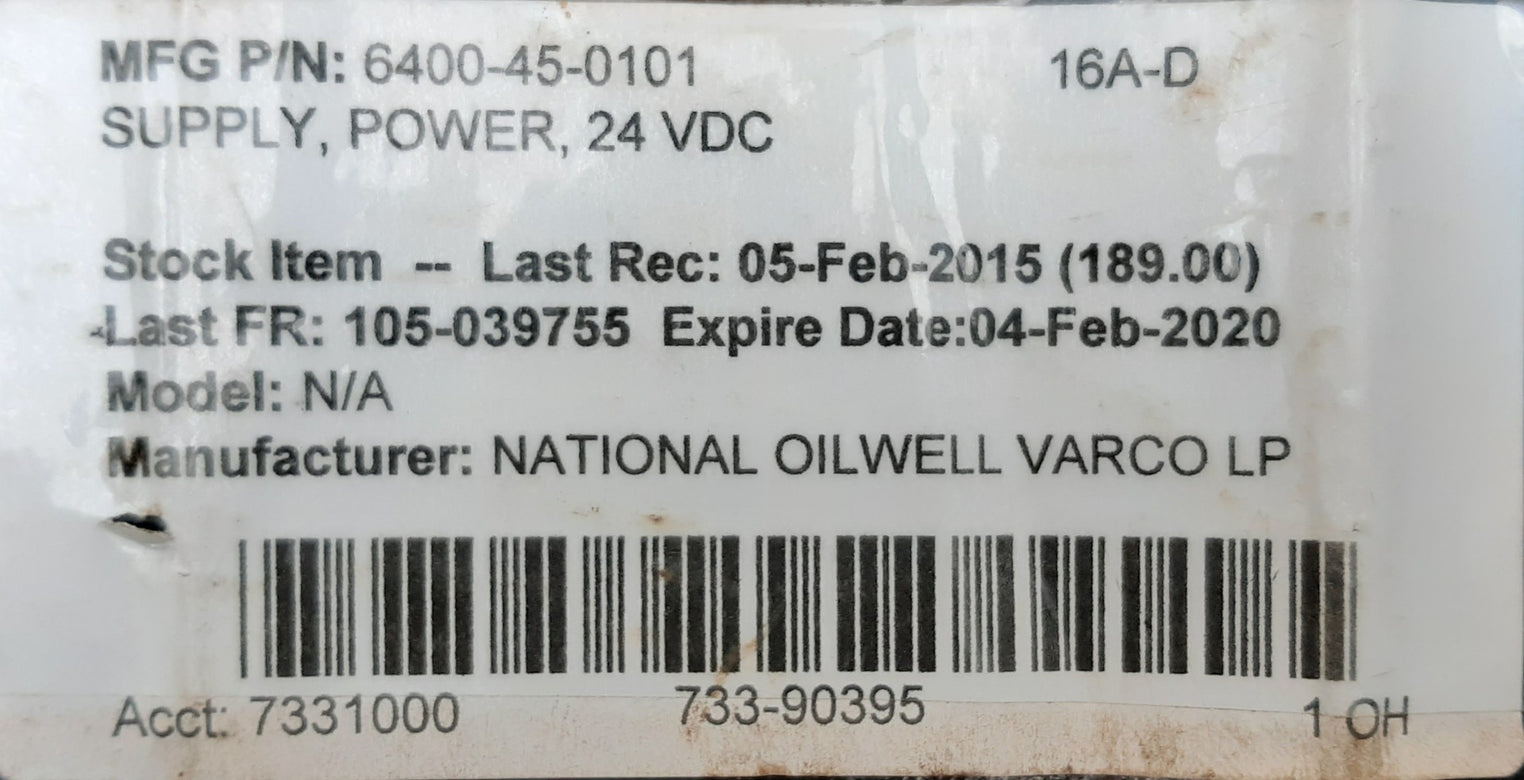 MFG P/N: 6400-45-0101 16A-D
SUPPLY, POWER, 24 VDC
Stock Item -- Last Rec: 05-Feb-2015 (189.00)
Last FR: 105-039755 Expire Date:04-Feb-2020
Model: N/A
Manufacturer: NATIONAL OILWELL VARCO LP
Acct: 7331000 733-90395 1 OH